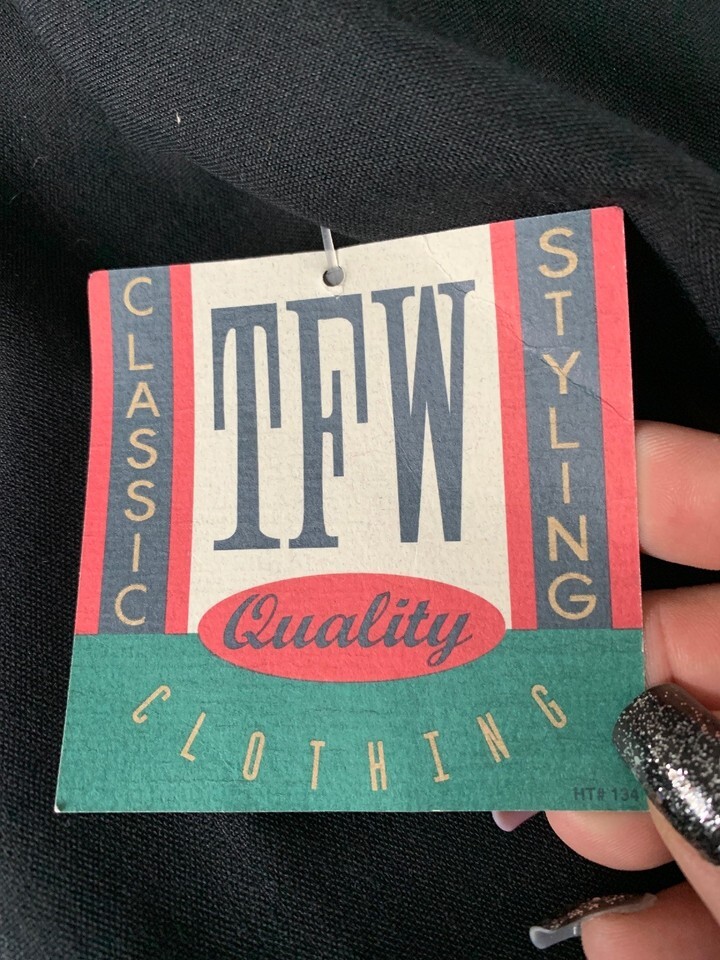 CLASSIC
TFW
STYLING
Quality
CLOTHING
HT# 134